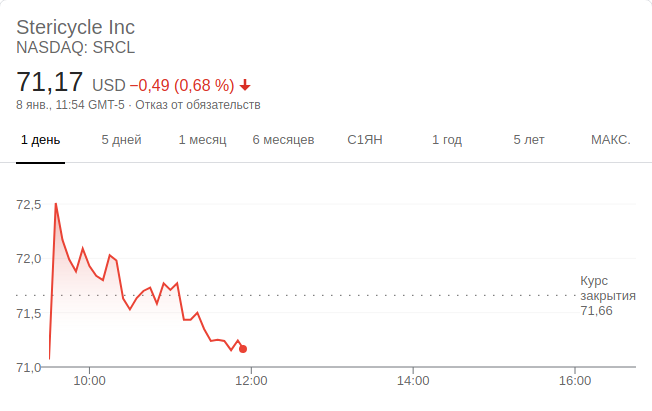 Stericycle Inc
NASDAQ: SRCL
71,17 USD −0,49 (0,68 %)
8 янв., 11:54 GMT-5 · Отказ от обязательств
1 день 5 дней 1 месяц 6 месяцев С1ЯН 1 год 5 лет МАКС.
72,5
72,0
71,5
71,0
Курс
закрытия
71,66
10:00 12:00 14:00 16:00